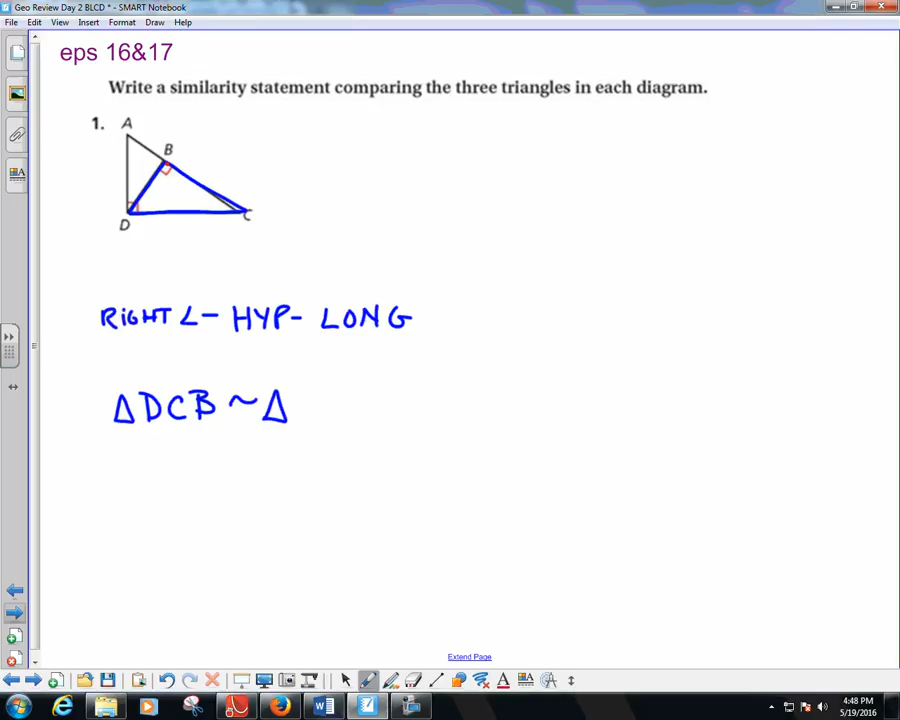 Geo Review Day 2 BLCD * - SMART Notebook
File Edit View Insert Format Draw Help
eps 16&17
Write a similarity statement comparing the three triangles in each diagram.
1.
A
B
D
C
RIGHT ∠ - HYP - LONG
Δ DCB ~ Δ
Extend Page
4:48 PM
5/19/2016